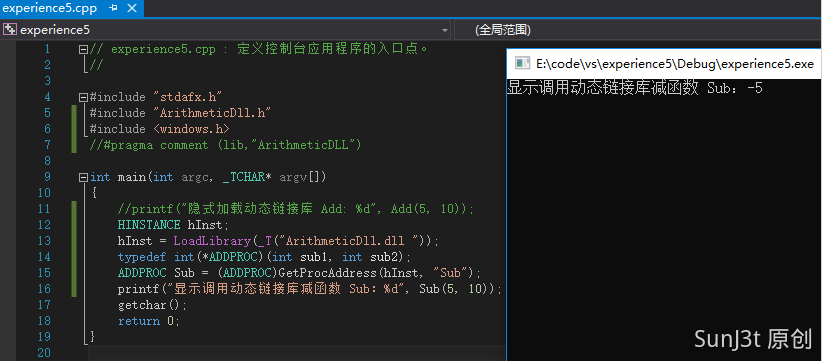 experience5.cpp
experience5
(全局范围)
1 // experience5.cpp : 定义控制台应用程序的入口点。
2 //
3
4 #include "stdafx.h"
5 #include "ArithmeticDll.h"
6 #include <windows.h>
7 //#pragma comment (lib,"ArithmeticDLL")
8
9 int main(int argc, _TCHAR* argv[])
10 {
11 //printf("隐式加载动态链接库 Add: %d", Add(5, 10));
12 HINSTANCE hInst;
13 hInst = LoadLibrary(_T("ArithmeticDll.dll "));
14 typedef int(*ADDPROC)(int sub1, int sub2);
15 ADDPROC Sub = (ADDPROC)GetProcAddress(hInst, "Sub");
16 printf("显示调用动态链接库减函数 Sub：%d", Sub(5, 10));
17 getchar();
18 return 0;
19 }
20
E:\code\vs\experience5\Debug\experience5.exe
显示调用动态链接库减函数 Sub：-5
SunJ3t 原创